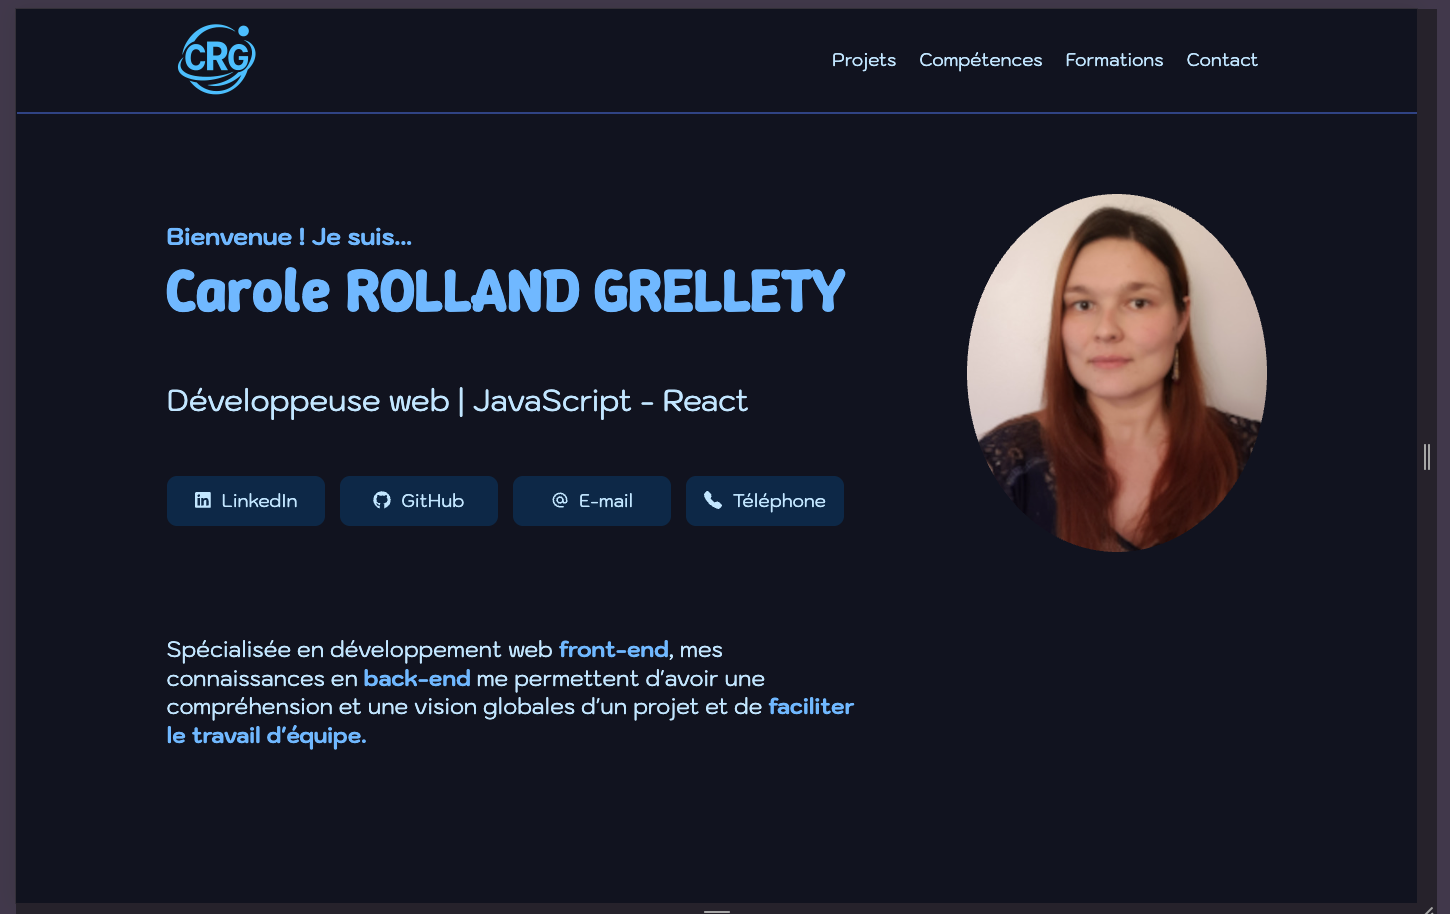 CRG
Projets Compétences Formations Contact
Bienvenue ! Je suis...
Carole ROLLAND GRELLETY
Développeuse web | JavaScript - React
LinkedIn GitHub E-mail Téléphone
Spécialisée en développement web front-end, mes
connaissances en back-end me permettent d'avoir une
compréhension et une vision globales d'un projet et de faciliter
le travail d'équipe.